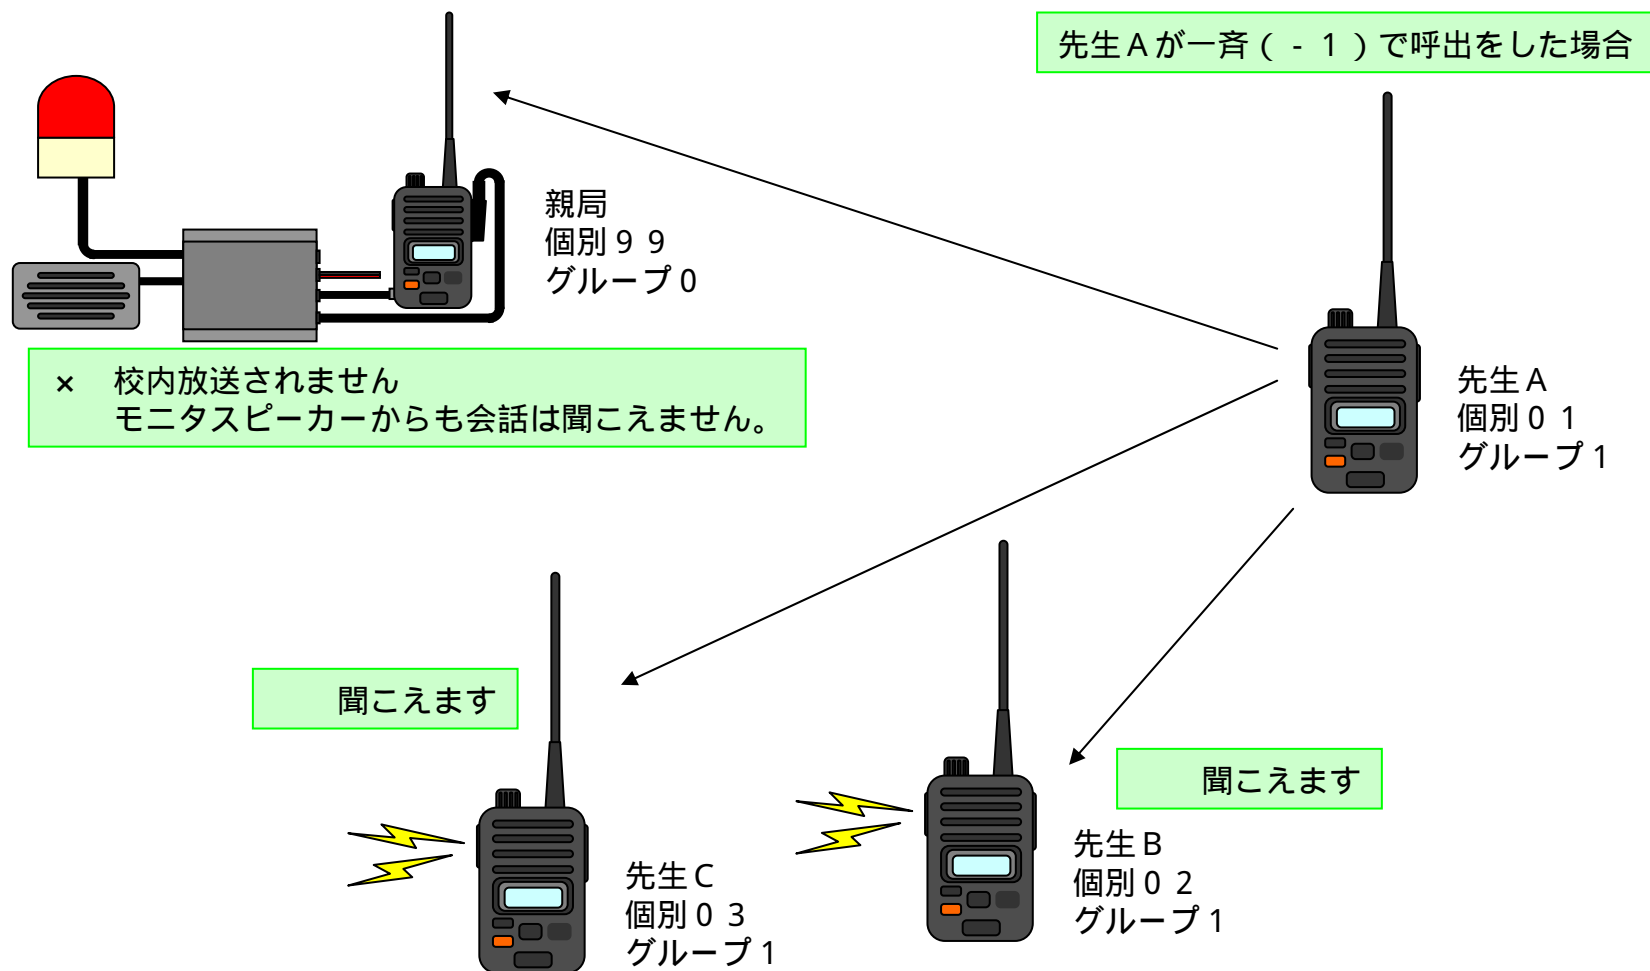 先生Aが一斉(-1)で呼出をした場合
親局
個別99
グループ0
× 校内放送されません
モニタスピーカーからも会話は聞こえません。
先生A
個別01
グループ1
聞こえます
聞こえます
先生B
個別02
グループ1
先生C
個別03
グループ1